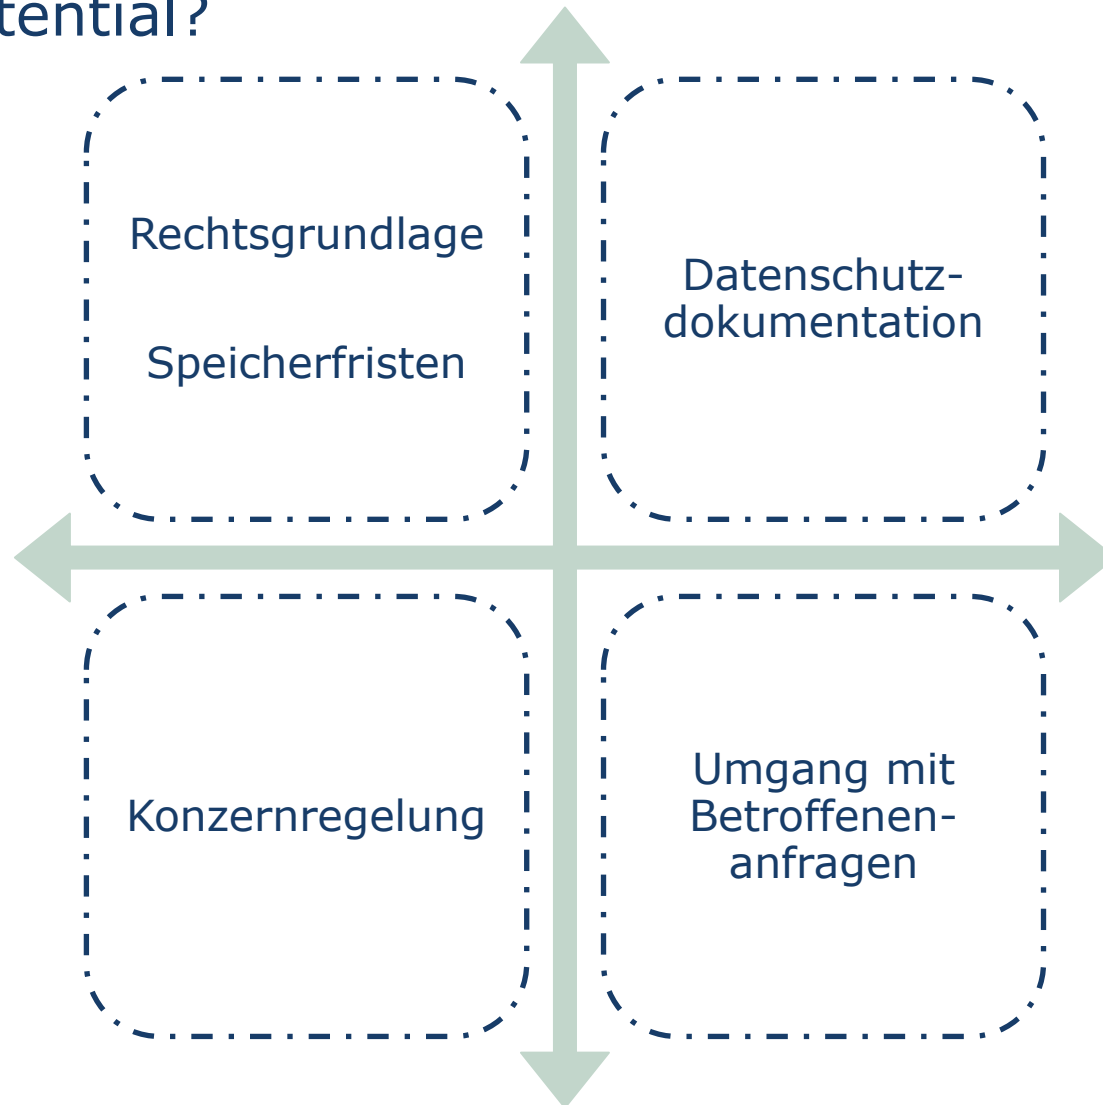 tential?
Rechtsgrundlage
Speicherfristen
Datenschutz-
dokumentation
Konzernregelung
Umgang mit
Betroffenen-
anfragen